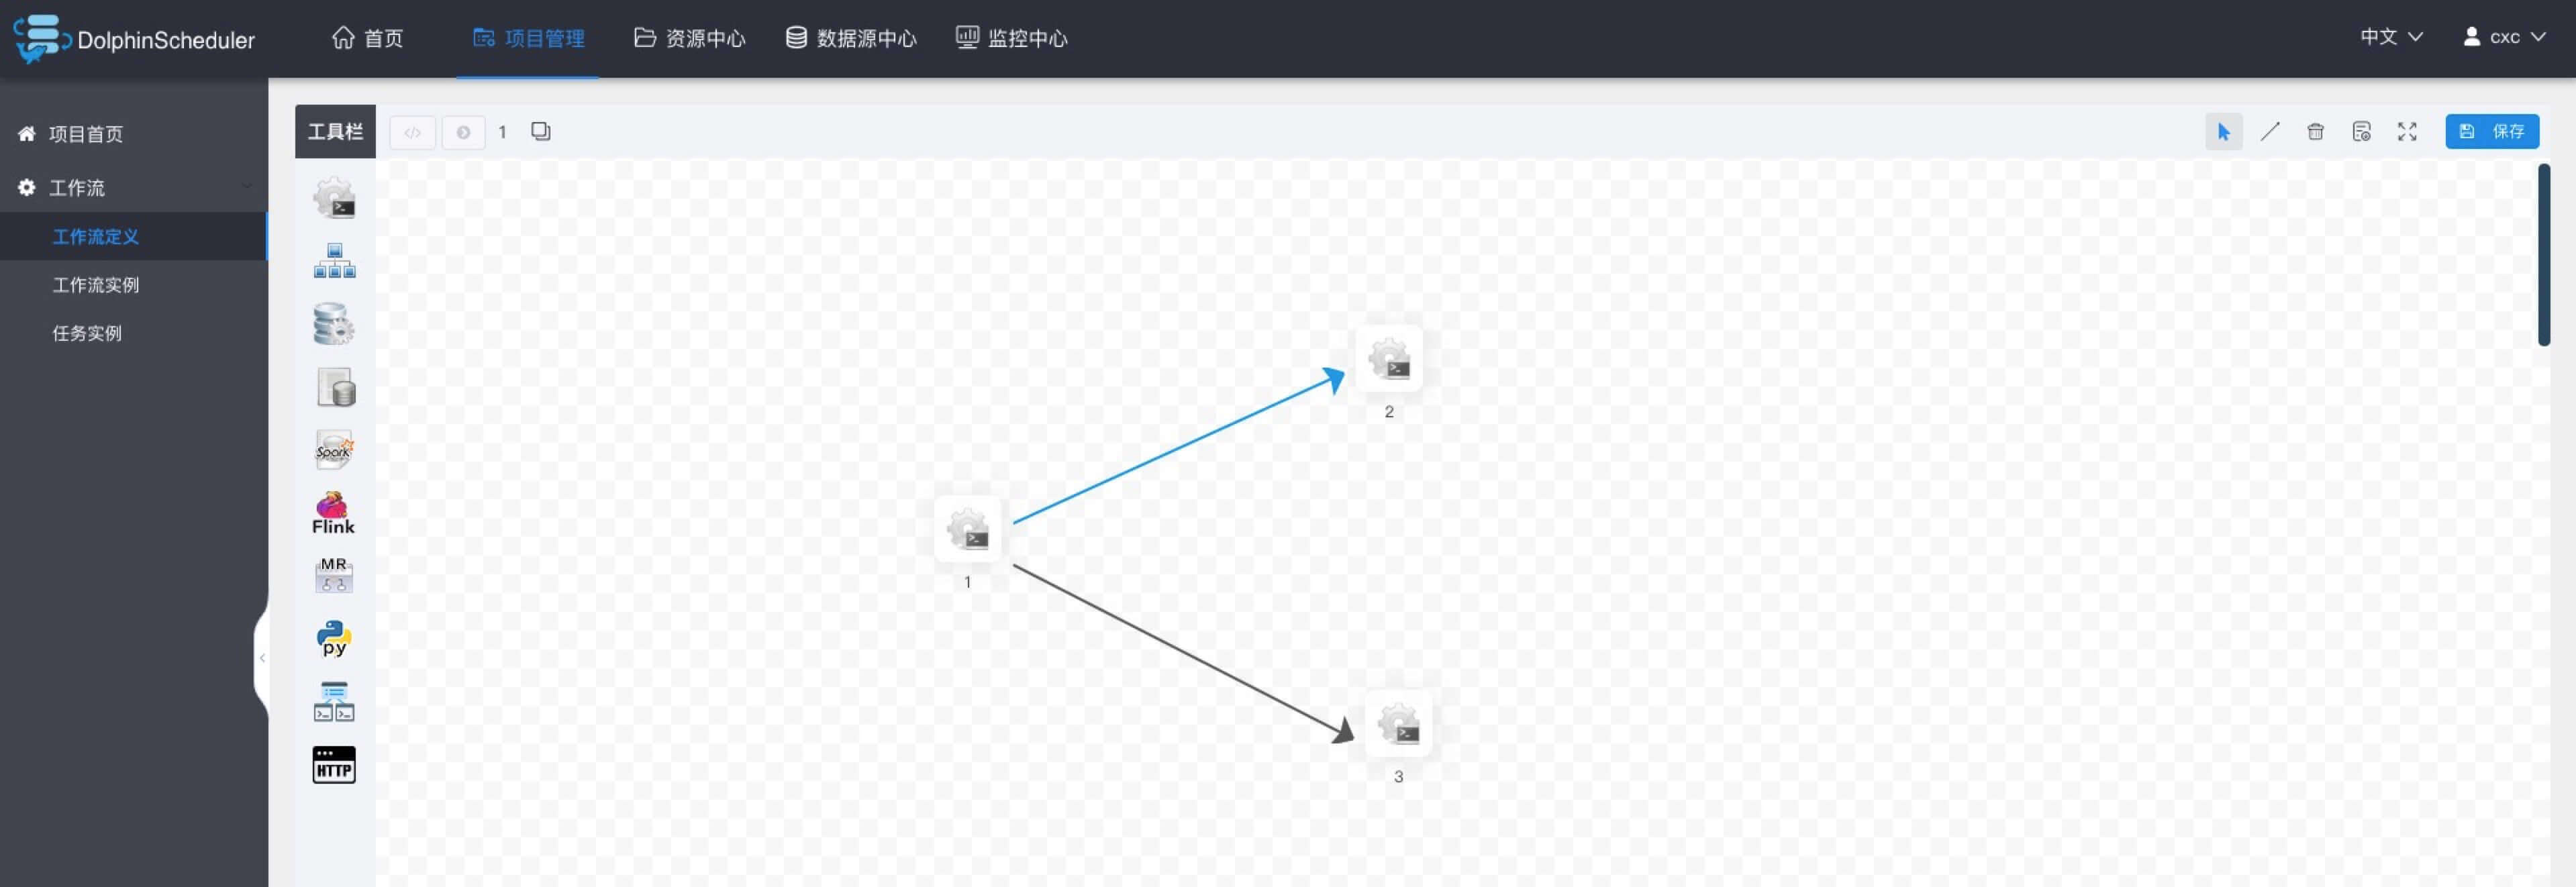 DolphinScheduler
首页
项目管理
资源中心
数据源中心
监控中心
中文
cxc
项目首页
工作流
工作流定义
工作流实例
任务实例
工具栏
</>
1
保存
Spark
Flink
MR
py
HTTP
2
1
3